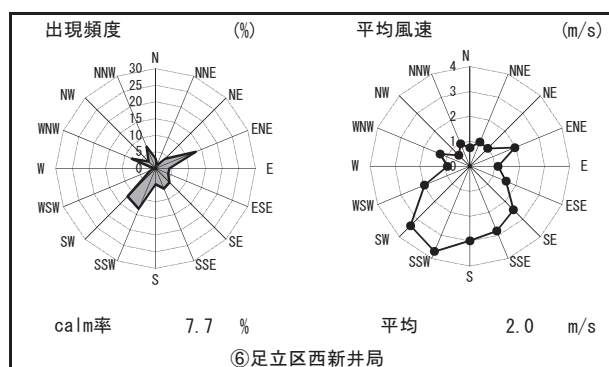 出現頻度 (%)
N
NNE
NE
ENE
E
ESE
SE
SSE
S
SSW
SW
WSW
W
WNW
NW
NNW
30
25
20
15
10
5
0
calm率 7.7 %
平均風速 (m/s)
N
NNE
NE
ENE
E
ESE
SE
SSE
S
SSW
SW
WSW
W
WNW
NW
NNW
4
3
2
1
0
平均 2.0 m/s
⑥足立区西新井局